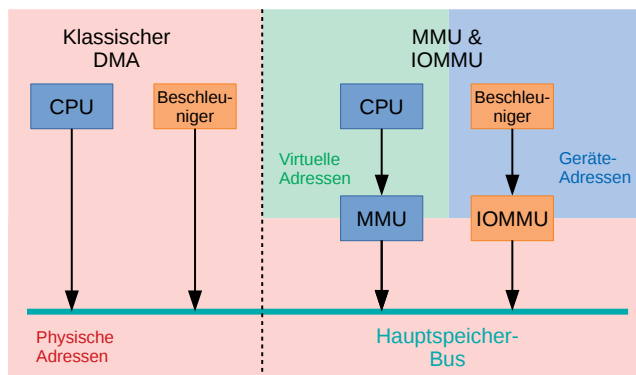 Klassischer
DMA
CPU
Beschleu-
niger
Physische
Adressen
MMU &
IOMMU
CPU
Beschleu-
niger
Virtuelle
Adressen
Geräte-
Adressen
MMU
IOMMU
Hauptspeicher-
Bus